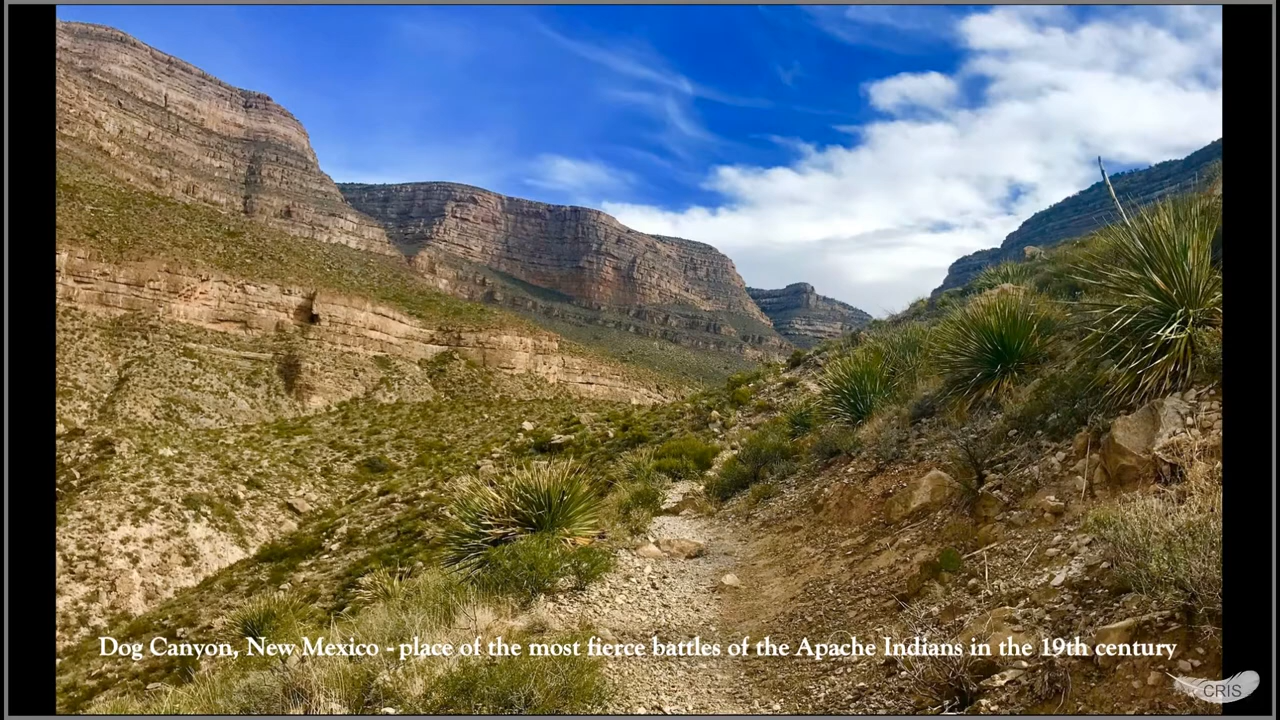 Dog Canyon, New Mexico - place of the most fierce battles of the Apache Indians in the 19th century
CRIS